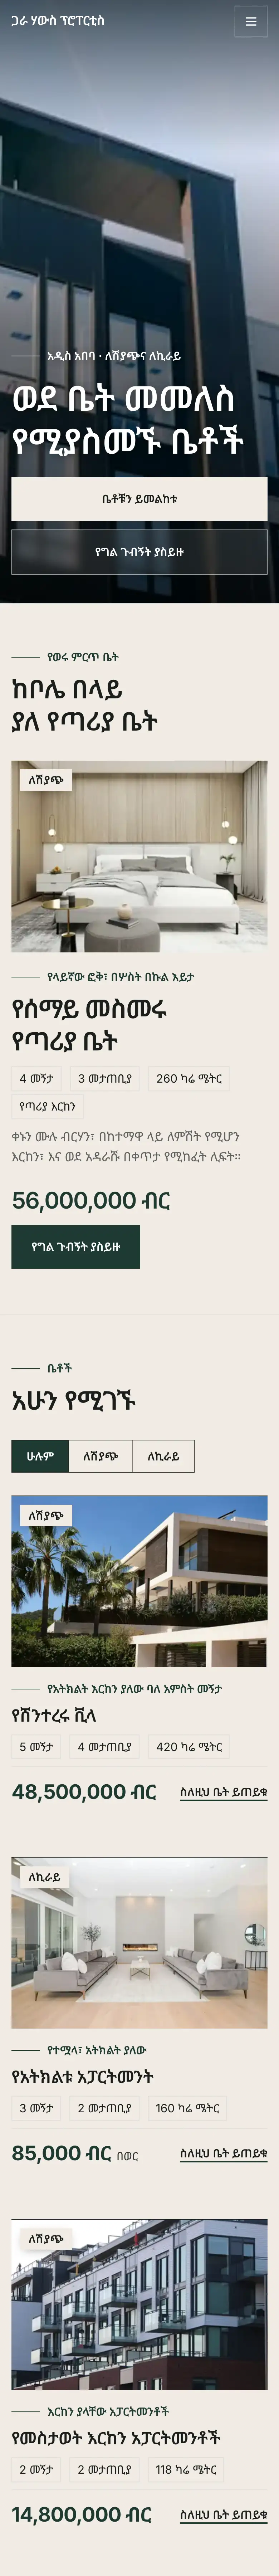 ጋራ ሃውስ ፕሮፐርቲስ
አዲስ አበባ · ለሽያጭና ለኪራይ
ወደ ቤት መመለስ
የሚያስመኙ ቤቶች
ቤቶቹን ይመልከቱ
የግል ጉብኝት ያስይዙ
የወሩ ምርጥ ቤት
ከቦሌ በላይ
ያለ የጣሪያ ቤት
ለሽያጭ
የላይኛው ፎቅ፣ በሦስት በኩል እይታ
የሰማይ መስመሩ
የጣሪያ ቤት
4 መኝታ 3 መታጠቢያ 260 ካሬ ሜትር
የጣሪያ እርከን
ቀኑን ሙሉ ብርሃን፣ በከተማዋ ላይ ለምሽት የሚሆን
እርከን፣ እና ወደ አዳራሹ በቀጥታ የሚከፈት ሊፍት።
56,000,000 ብር
የግል ጉብኝት ያስይዙ
ቤቶች
አሁን የሚገኙ
ሁሉም ለሽያጭ ለኪራይ
ለሽያጭ
የአትክልት እርከን ያለው ባለ አምስት መኝታ
የሸንተረሩ ቪላ
5 መኝታ 4 መታጠቢያ 420 ካሬ ሜትር
48,500,000 ብር ስለዚህ ቤት ይጠይቁ
ለኪራይ
የተሟላ፣ አትክልት ያለው
የአትክልቱ አፓርትመንት
3 መኝታ 2 መታጠቢያ 160 ካሬ ሜትር
85,000 ብር በወር ስለዚህ ቤት ይጠይቁ
ለሽያጭ
እርከን ያላቸው አፓርትመንቶች
የመስታወት እርከን አፓርትመንቶች
2 መኝታ 2 መታጠቢያ 118 ካሬ ሜትር
14,800,000 ብር ስለዚህ ቤት ይጠይቁ